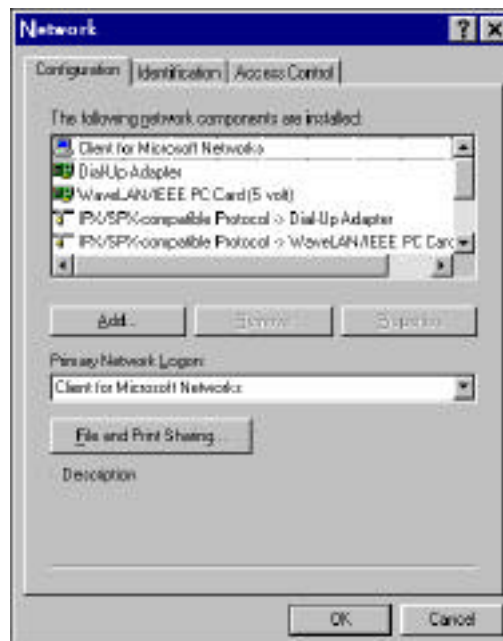 Network
Configuration Identification Access Control
The following network components are installed:
Client for Microsoft Networks
Dial-Up Adapter
WaveLAN/IEEE PC Card (5 volt)
IPX/SPX-compatible Protocol -> Dial-Up Adapter
IPX/SPX-compatible Protocol -> WaveLAN/IEEE PC Card
Add... Remove Properties
Primary Network Logon:
Client for Microsoft Networks
File and Print Sharing...
Description
OK Cancel